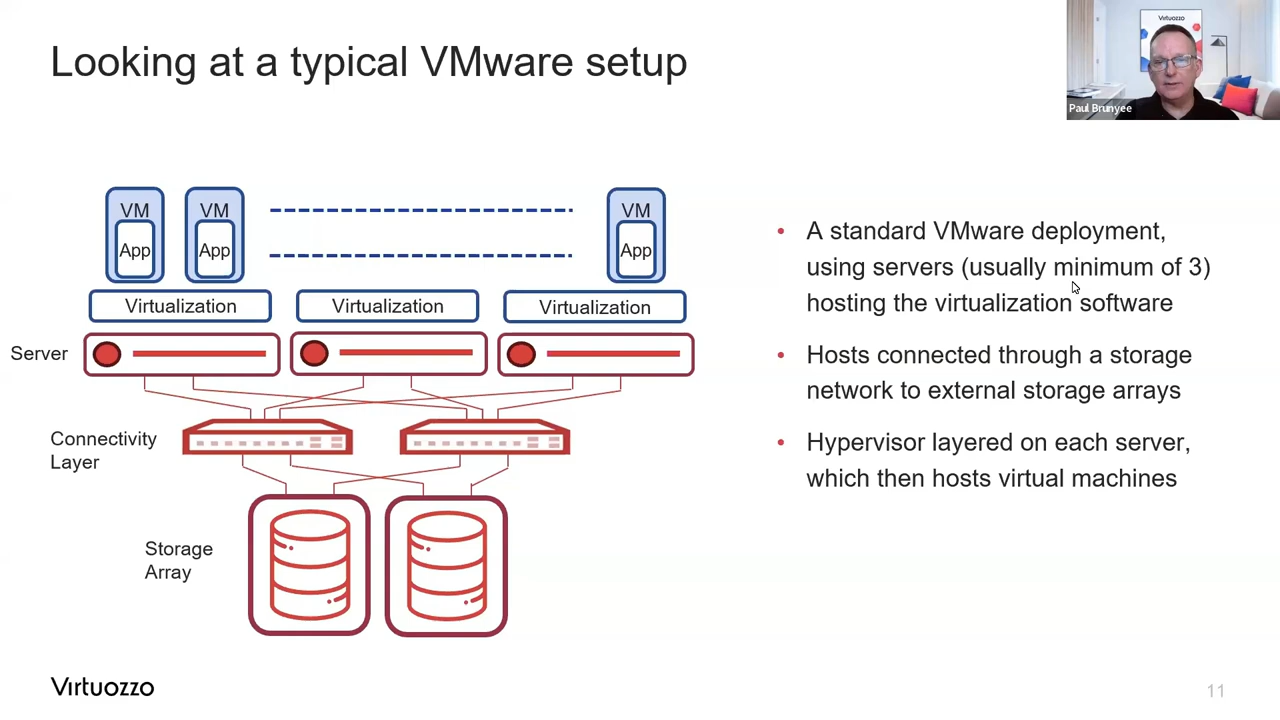 Looking at a typical VMware setup
Virtuozzo
Paul Brunyee
VM
App
VM
App
VM
App
Virtualization
Virtualization
Virtualization
Server
Connectivity
Layer
Storage
Array
• A standard VMware deployment,
using servers (usually minimum of 3)
hosting the virtualization software
• Hosts connected through a storage
network to external storage arrays
• Hypervisor layered on each server,
which then hosts virtual machines
Virtuozzo
11